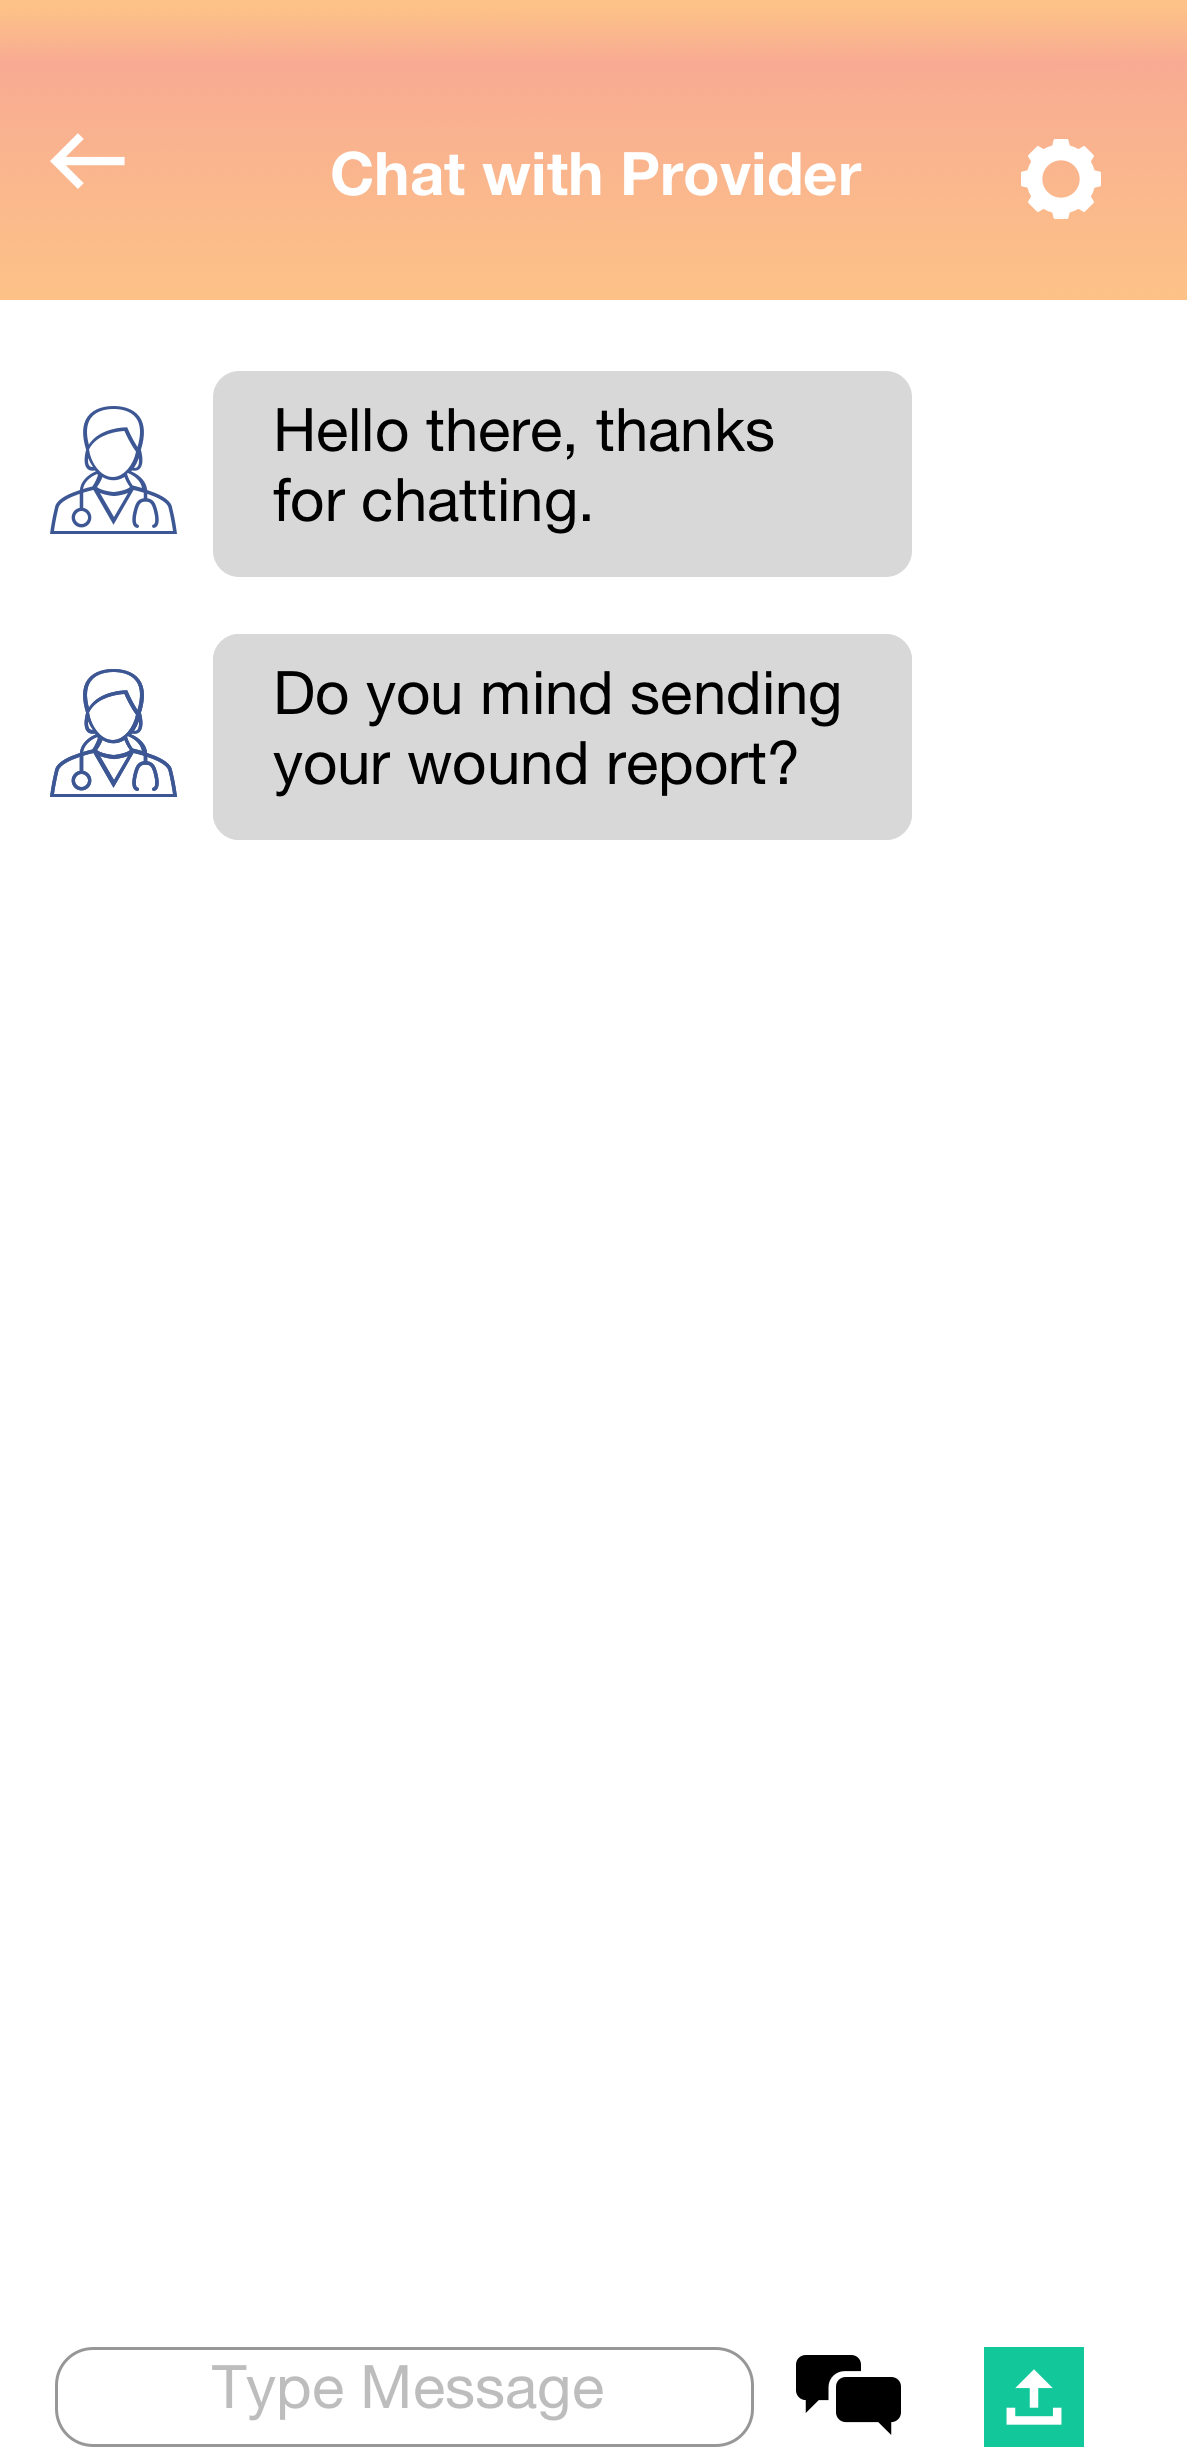 Chat with Provider
Hello there, thanks
for chatting.
Do you mind sending
your wound report?
Type Message